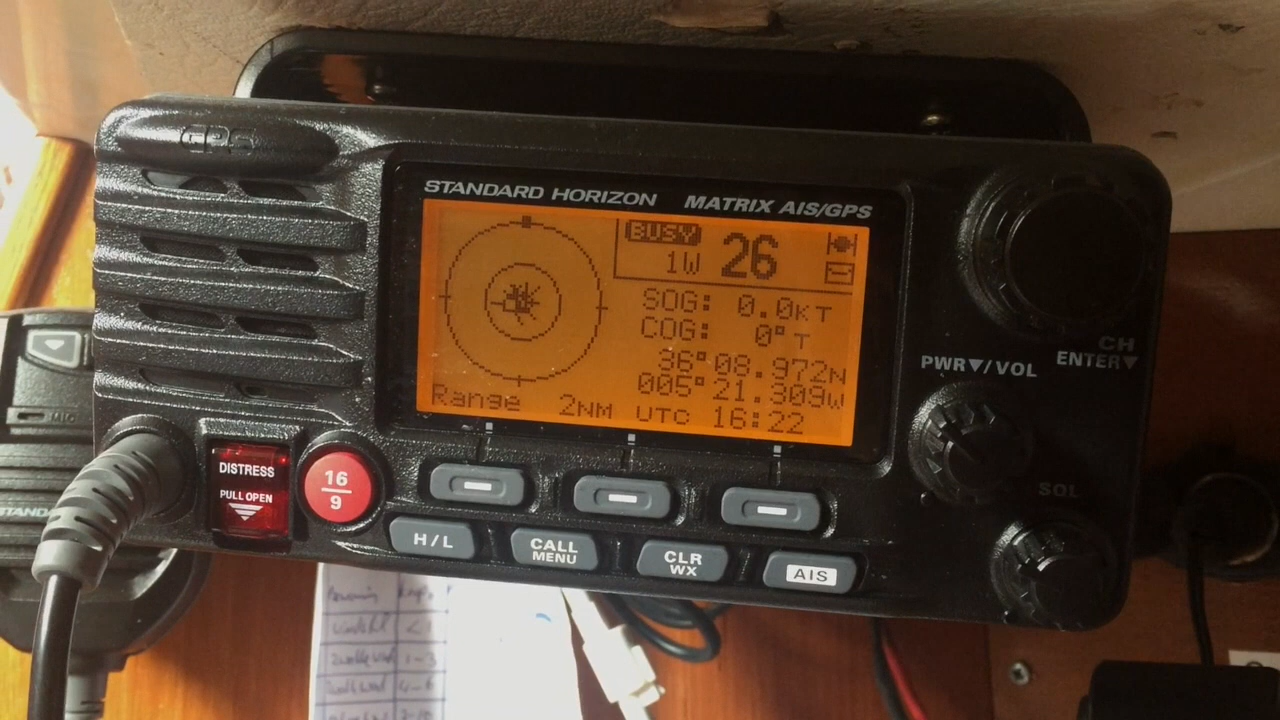 GPS
STANDARD HORIZON MATRIX AIS/GPS
BUSY
1W 26
SOG: 0.0KT
COG: 0°T
36°08.972N
005°21.309W
Range 2NM UTC 16:22
CH
ENTER▼
PWR▼/VOL
SQL
DISTRESS
PULL OPEN
16
9
H/L
CALL
MENU
CLR
WX
AIS
MIC